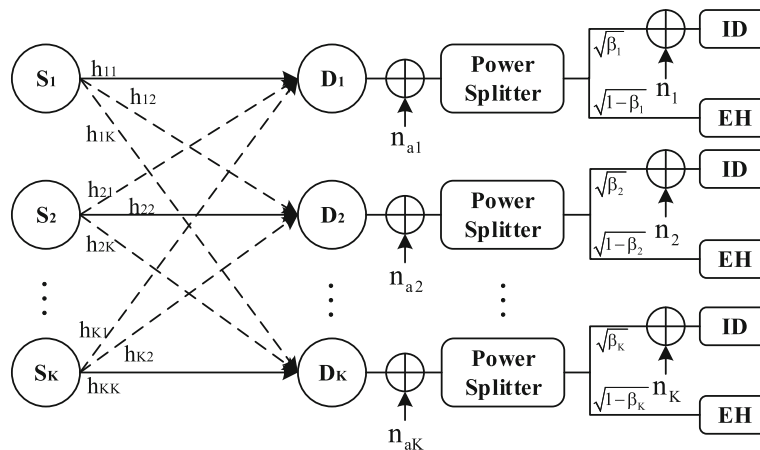 S1
h11
h12
h1K
D1
na1
Power
Splitter
√β1
√1−β1
n1
ID
EH
S2
h21
h22
h2K
D2
na2
Power
Splitter
√β2
√1−β2
n2
ID
EH
SK
hK1
hK2
hKK
DK
naK
Power
Splitter
√βK
√1−βK
nK
ID
EH